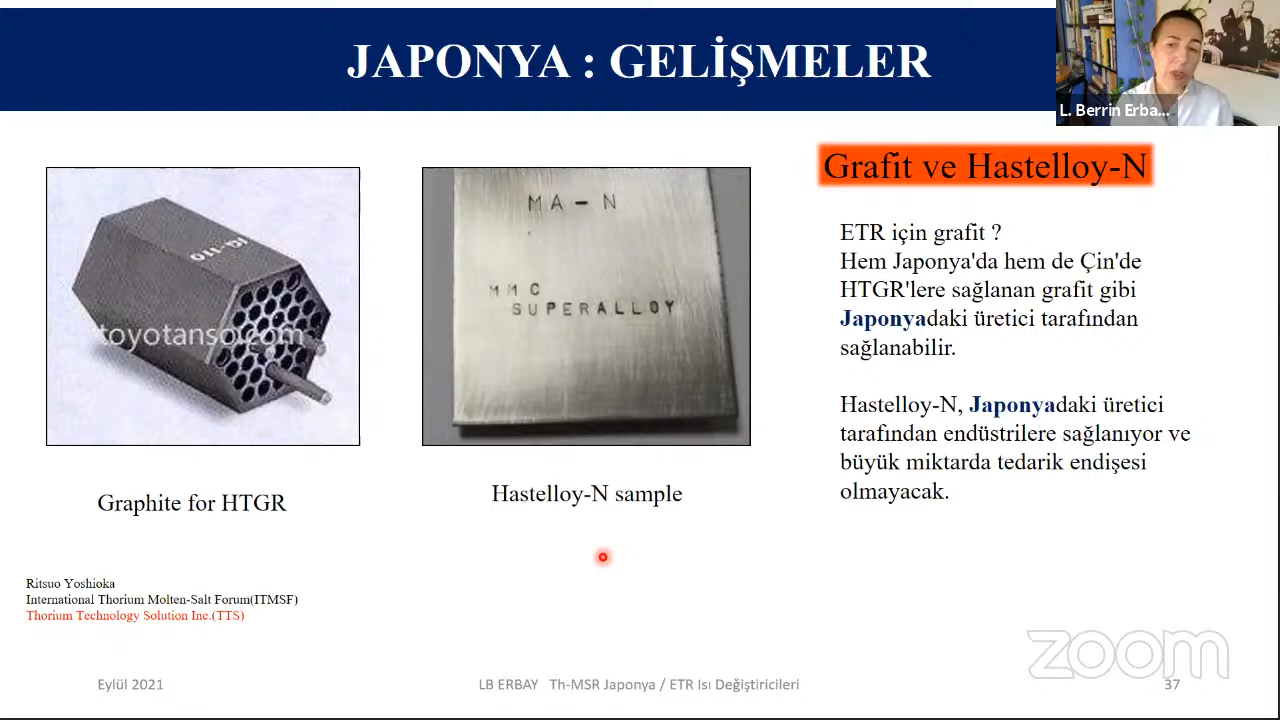 JAPONYA : GELİŞMELER
L. Berrin Erba...
Grafit ve Hastelloy-N
IG-110
toyotanso.com
MA-N
MMC
SUPERALLOY
ETR için grafit ?
Hem Japonya'da hem de Çin'de
HTGR'lere sağlanan grafit gibi
Japonyadaki üretici tarafından
sağlanabilir.
Hastelloy-N, Japonyadaki üretici
tarafından endüstrilere sağlanıyor ve
büyük miktarda tedarik endişesi
olmayacak.
Graphite for HTGR
Hastelloy-N sample
Ritsuo Yoshioka
International Thorium Molten-Salt Forum(ITMSF)
Thorium Technology Solution Inc.(TTS)
zoom
Eylül 2021
LB ERBAY Th-MSR Japonya / ETR Isı Değiştiricileri
37